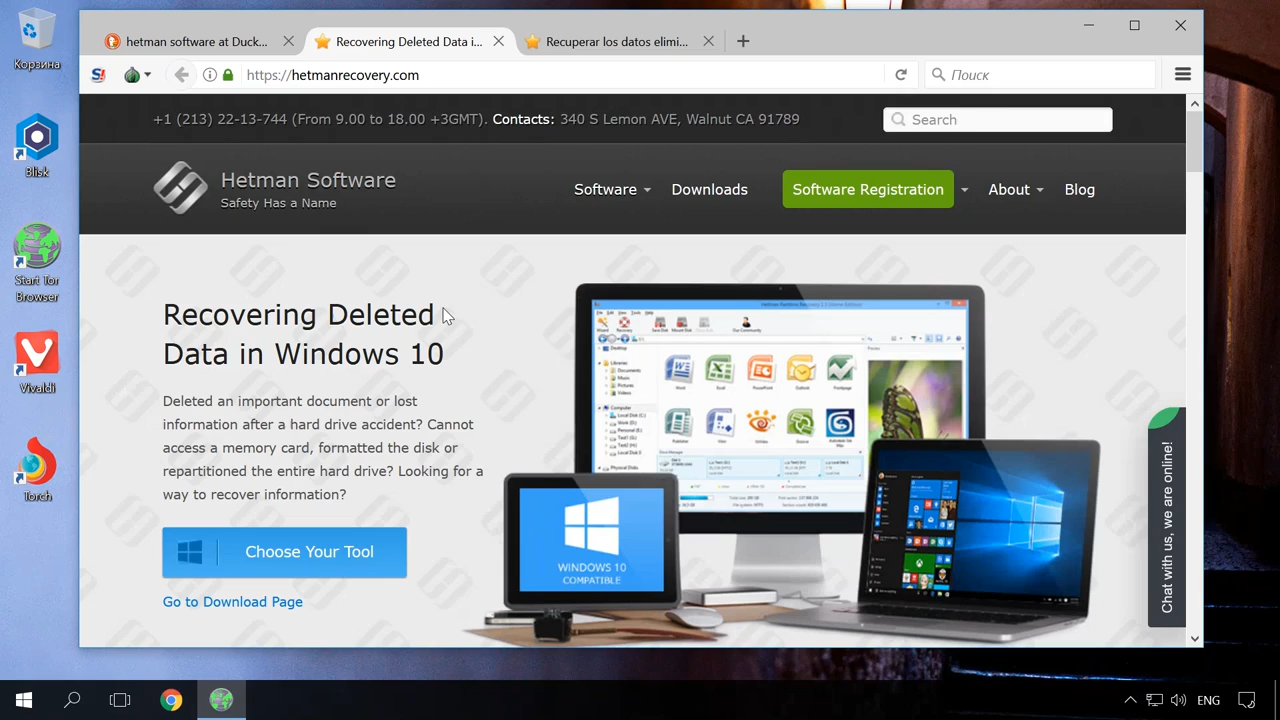 Корзина
Blisk
Start Tor
Browser
Vivaldi
Torch
hetman software at Duck...
Recovering Deleted Data i...
Recuperar los datos elimi...
https://hetmanrecovery.com
Поиск
+1 (213) 22-13-744 (From 9.00 to 18.00 +3GMT). Contacts: 340 S Lemon AVE, Walnut CA 91789
Search
Hetman Software
Safety Has a Name
Software
Downloads
Software Registration
About
Blog
Recovering Deleted
Data in Windows 10
Deleted an important document or lost
information after a hard drive accident? Cannot
access a memory card, formatted the disk or
repartitioned the entire hard drive? Looking for a
way to recover information?
Choose Your Tool
Go to Download Page
WINDOWS 10
COMPATIBLE
Chat with us, we are online!
ENG